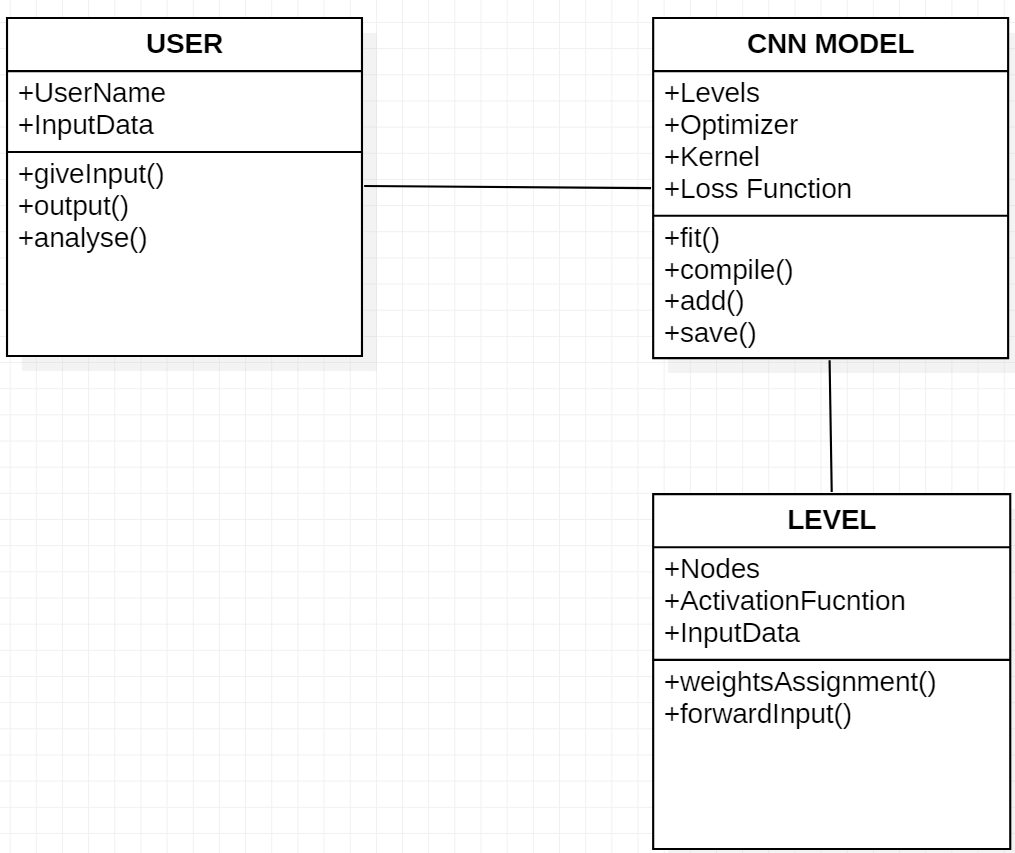 USER
+UserName
+InputData
+giveInput()
+output()
+analyse()
CNN MODEL
+Levels
+Optimizer
+Kernel
+Loss Function
+fit()
+compile()
+add()
+save()
LEVEL
+Nodes
+ActivationFucntion
+InputData
+weightsAssignment()
+forwardInput()